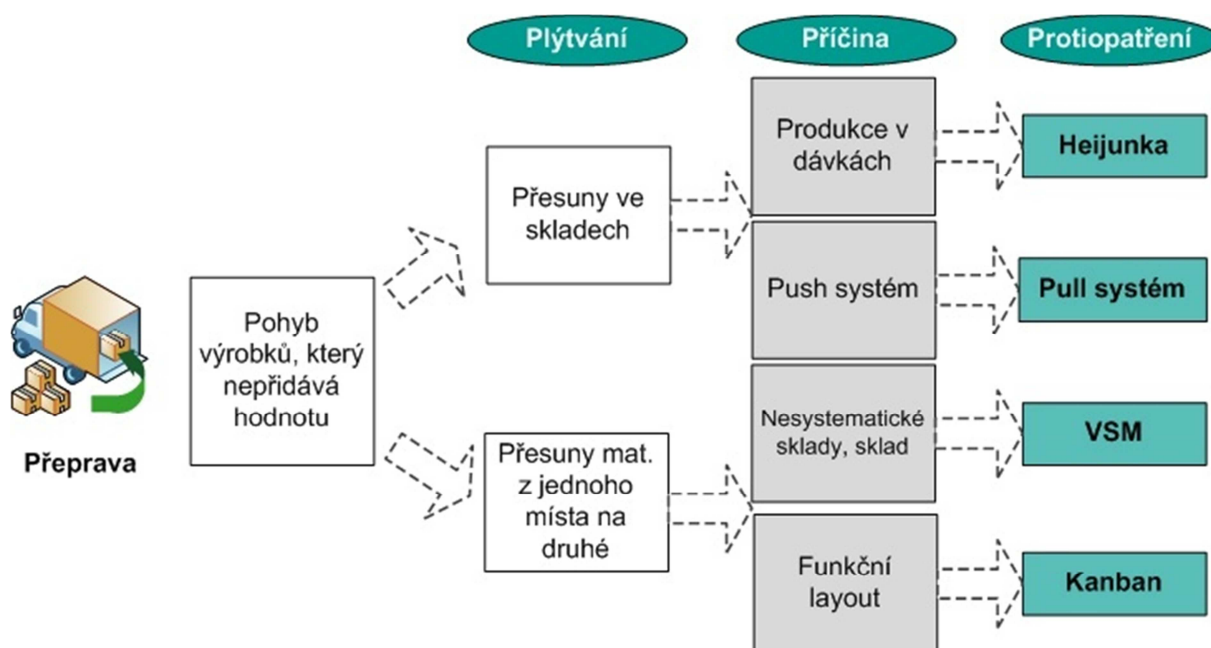 Plýtvání
Příčina
Protiopatření
Produkce v
dávkách
Heijunka
Přesuny ve
skladech
Push systém
Pull systém
Pohyb
výrobků, který
nepřidává
hodnotu
Přeprava
Nesystematické
sklady, sklad
VSM
Přesuny mat.
z jednoho
místa na
druhé
Funkční
layout
Kanban